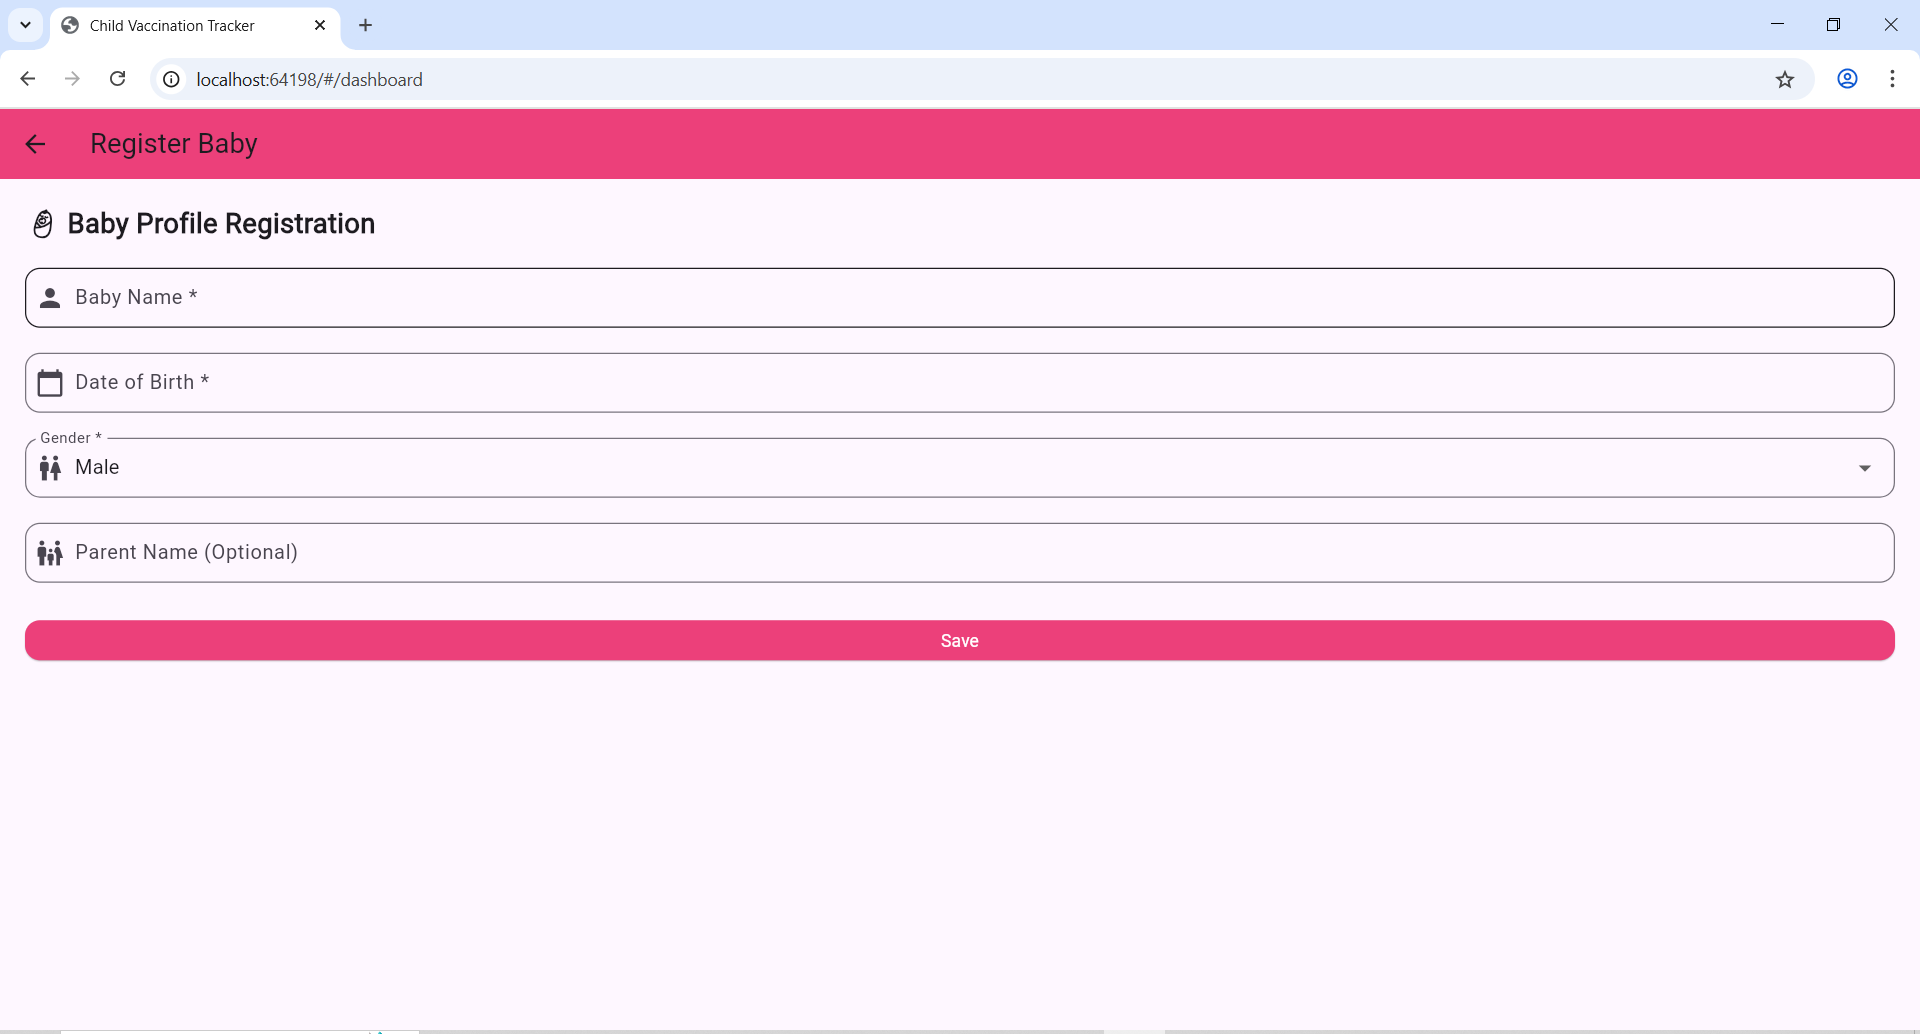 Child Vaccination Tracker
localhost:64198/#/dashboard
Register Baby
Baby Profile Registration
Baby Name *
Date of Birth *
Gender *
Male
Parent Name (Optional)
Save